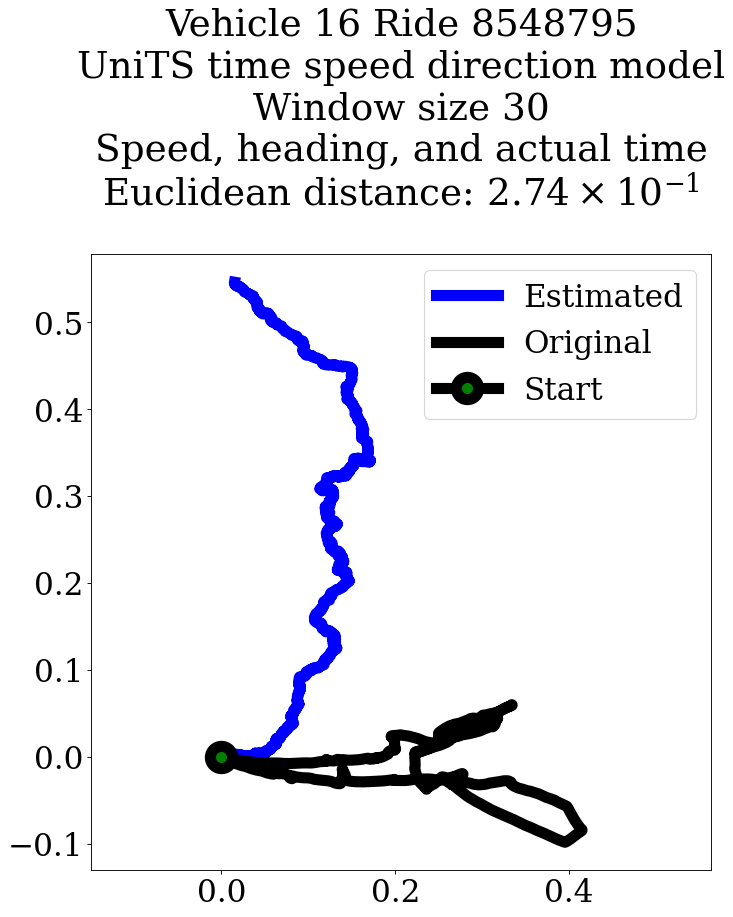 Vehicle 16 Ride 8548795
UniTS time speed direction model
Window size 30
Speed, heading, and actual time
Euclidean distance: 2.74 × 10⁻¹
Estimated
Original
Start
0.5
0.4
0.3
0.2
0.1
0.0
−0.1
0.0 0.2 0.4